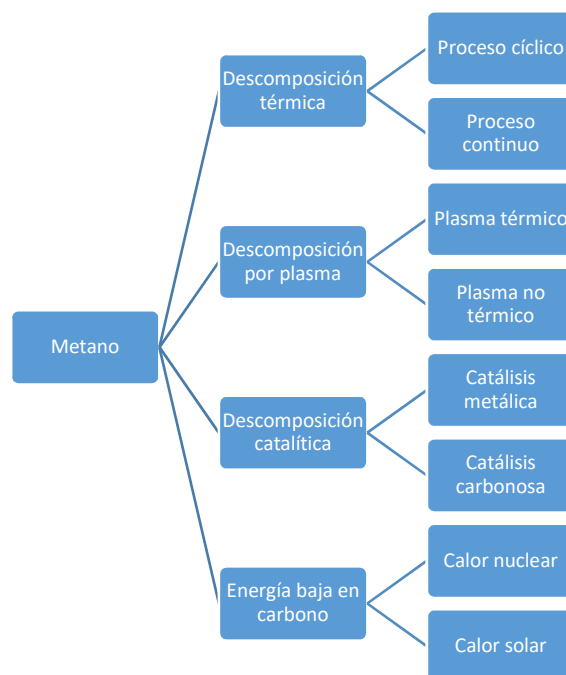 Metano
Descomposición
térmica
Proceso cíclico
Proceso
continuo
Descomposición
por plasma
Plasma térmico
Plasma no
térmico
Descomposición
catalítica
Catálisis
metálica
Catálisis
carbonosa
Energía baja en
carbono
Calor nuclear
Calor solar